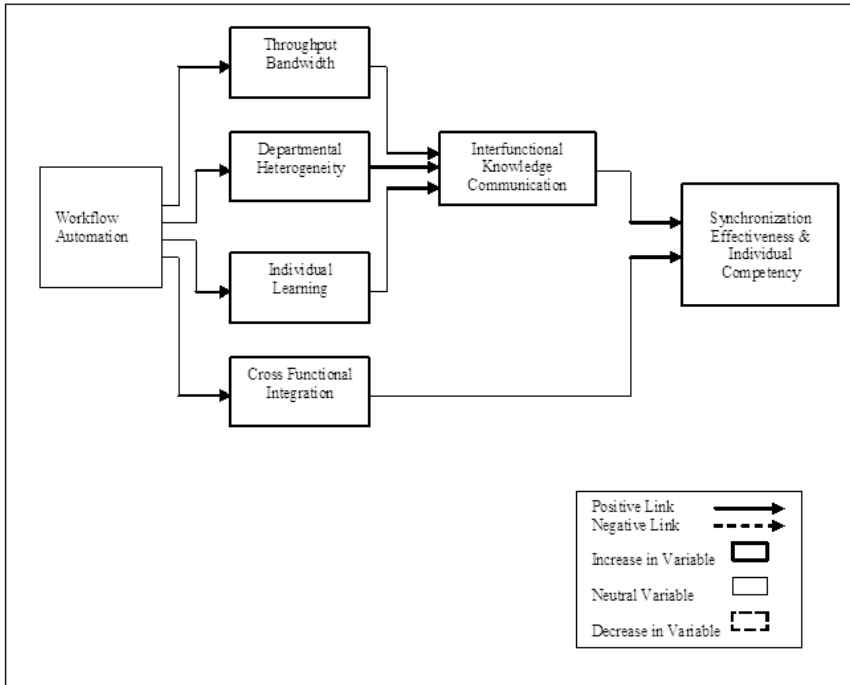 Throughput
Bandwidth
Departmental
Heterogeneity
Interfunctional
Knowledge
Communication
Workflow
Automation
Synchronization
Effectiveness &
Individual
Competency
Individual
Learning
Cross Functional
Integration
Positive Link
Negative Link
Increase in Variable
Neutral Variable
Decrease in Variable